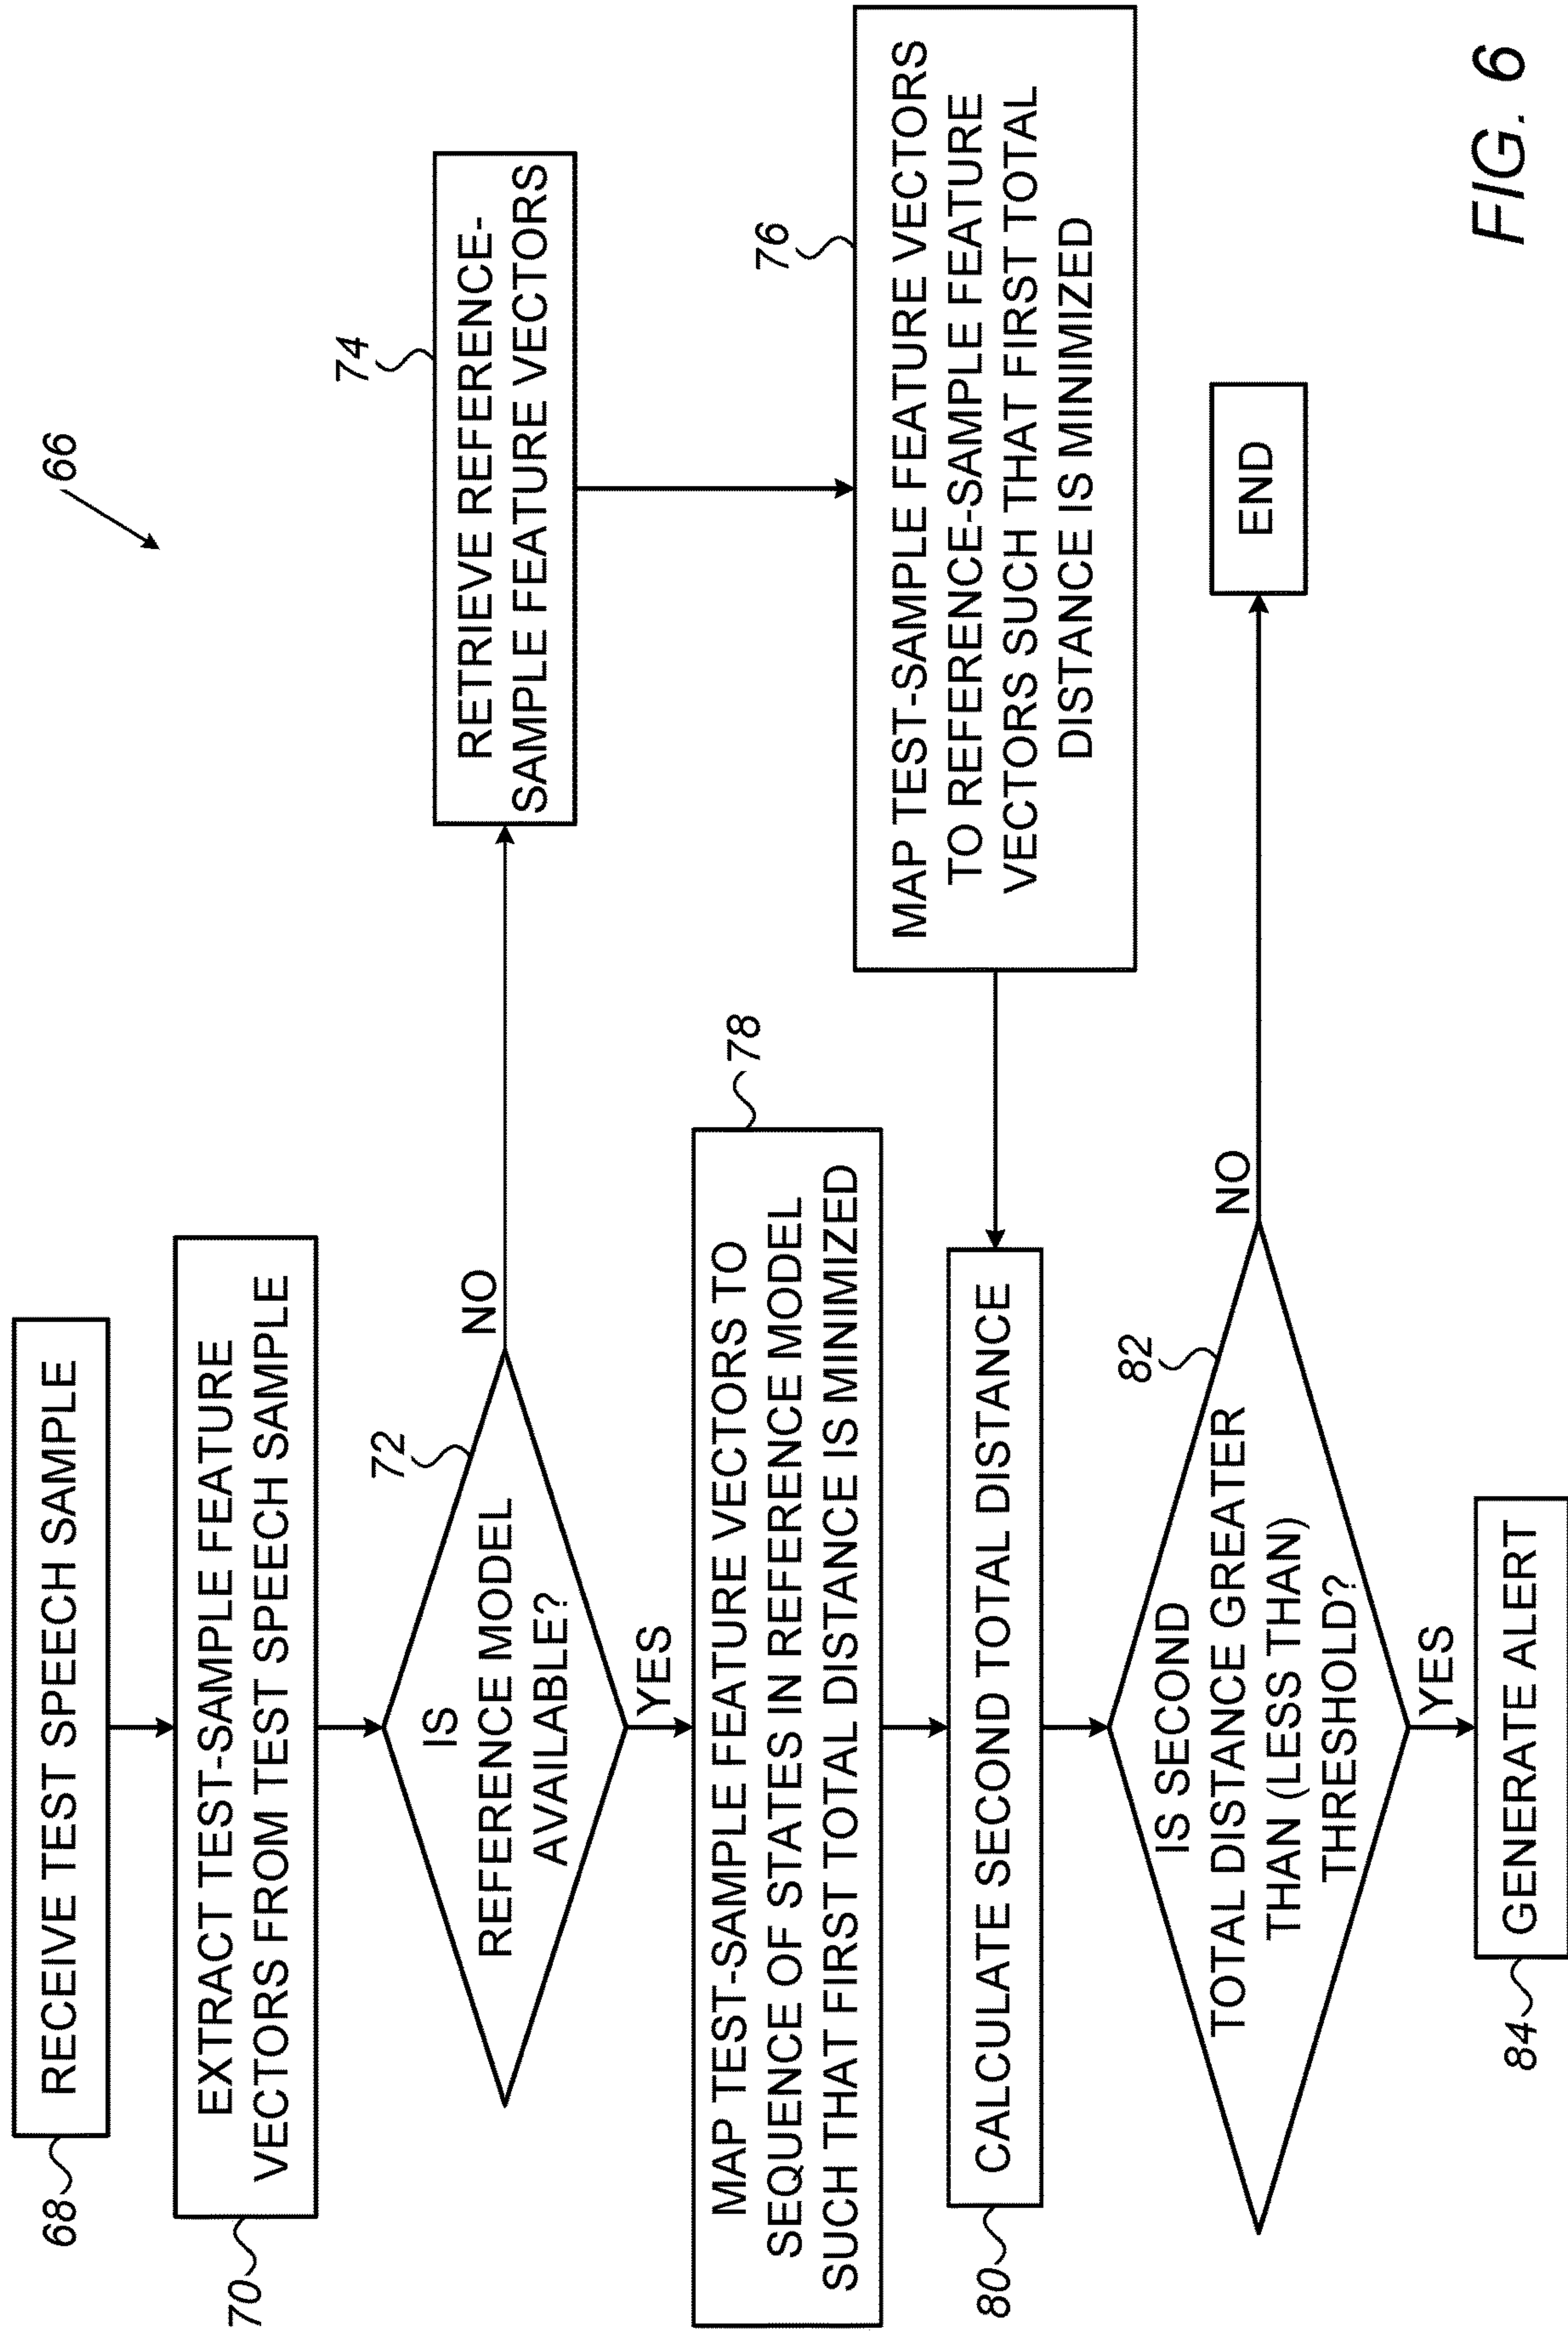 66
68
RECEIVE TEST SPEECH SAMPLE
70
EXTRACT TEST-SAMPLE FEATURE
VECTORS FROM TEST SPEECH SAMPLE
72
IS
REFERENCE MODEL
AVAILABLE?
NO
YES
74
RETRIEVE REFERENCE-
SAMPLE FEATURE VECTORS
76
MAP TEST-SAMPLE FEATURE VECTORS
TO REFERENCE-SAMPLE FEATURE
VECTORS SUCH THAT FIRST TOTAL
DISTANCE IS MINIMIZED
78
MAP TEST-SAMPLE FEATURE VECTORS TO
SEQUENCE OF STATES IN REFERENCE MODEL
SUCH THAT FIRST TOTAL DISTANCE IS MINIMIZED
80
CALCULATE SECOND TOTAL DISTANCE
82
IS SECOND
TOTAL DISTANCE GREATER
THAN (LESS THAN)
THRESHOLD?
NO
END
YES
84
GENERATE ALERT
FIG. 6